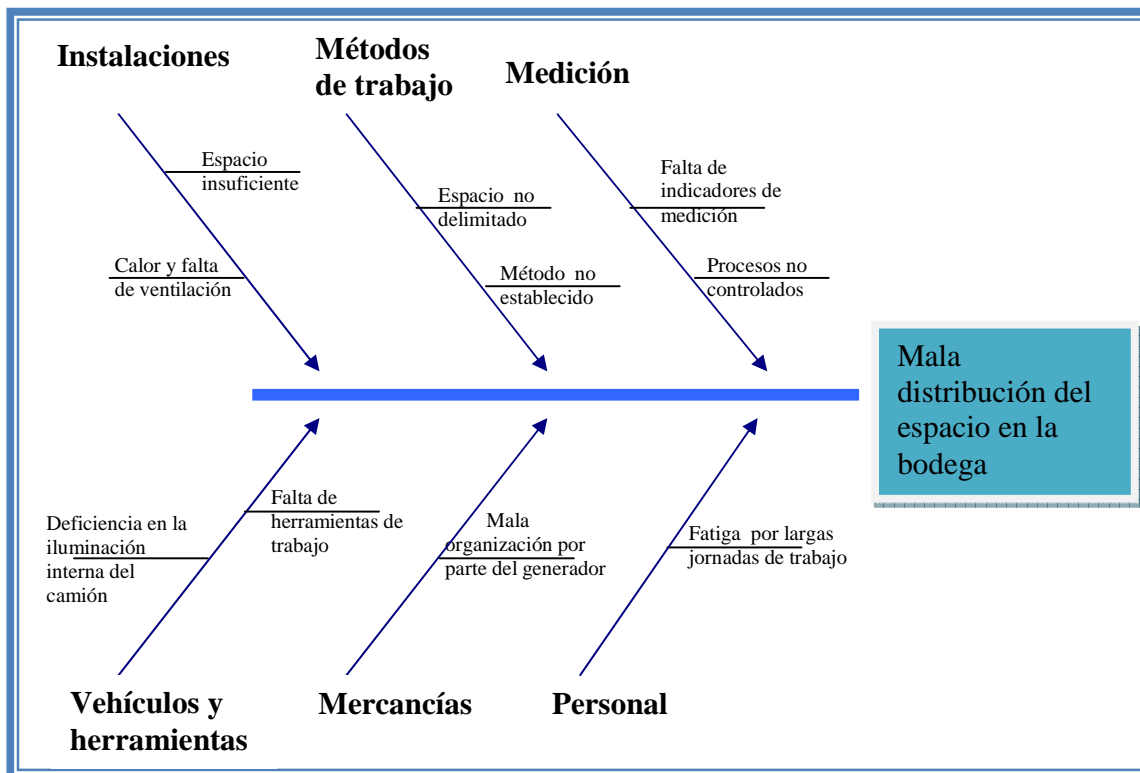 Instalaciones
Métodos
de trabajo
Medición
Espacio
insuficiente
Calor y falta
de ventilación
Espacio no
delimitado
Método no
establecido
Falta de
indicadores de
medición
Procesos no
controlados
Mala
distribución del
espacio en la
bodega
Deficiencia en la
iluminación
interna del
camión
Falta de
herramientas de
trabajo
Mala
organización por
parte del generador
Fatiga por largas
jornadas de trabajo
Vehículos y
herramientas
Mercancías
Personal